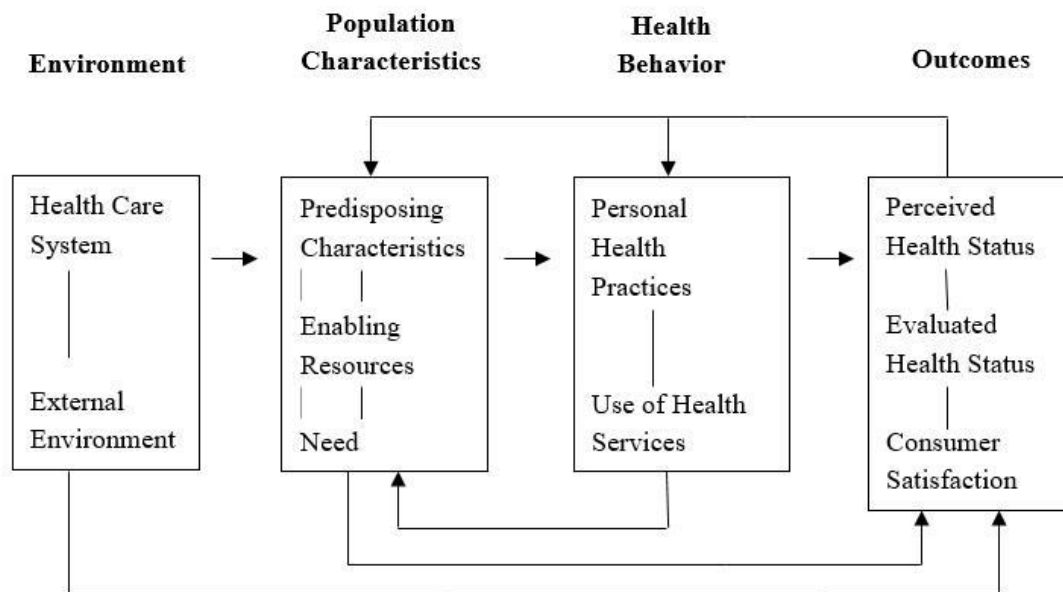 Environment
Population
Characteristics
Health
Behavior
Outcomes
Health Care
System
External
Environment
Predisposing
Characteristics
Enabling
Resources
Need
Personal
Health
Practices
Use of Health
Services
Perceived
Health Status
Evaluated
Health Status
Consumer
Satisfaction